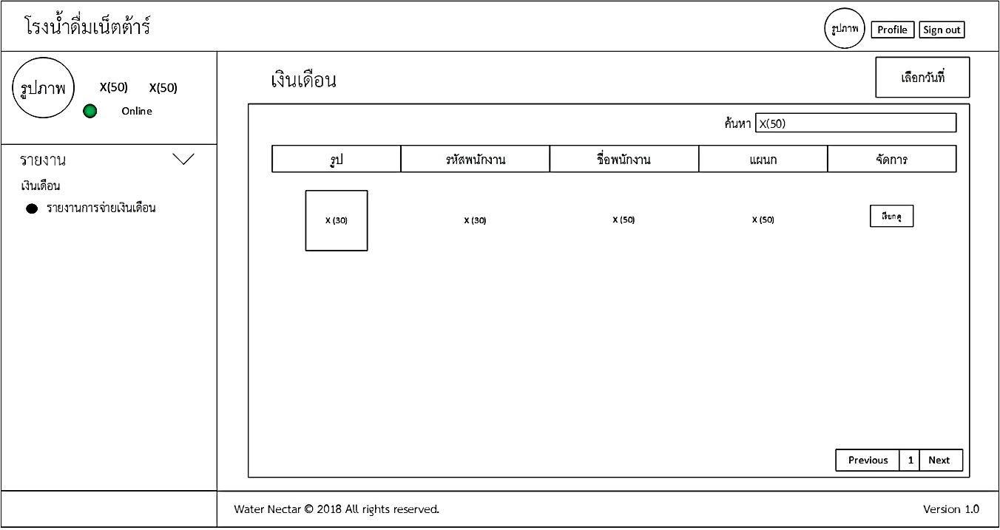 โรงน้ำดื่มเน็ตต้าร์
รูปภาพ Profile Sign out
รูปภาพ X(50) X(50)
Online
รายงาน
เงินเดือน
รายงานการจ่ายเงินเดือน
เงินเดือน
เลือกวันที่
ค้นหา X(50)
รูป รหัสพนักงาน ชื่อพนักงาน แผนก จัดการ
X (30) X (30) X (50) X (50) เรียกดู
Previous 1 Next
Water Nectar © 2018 All rights reserved. Version 1.0